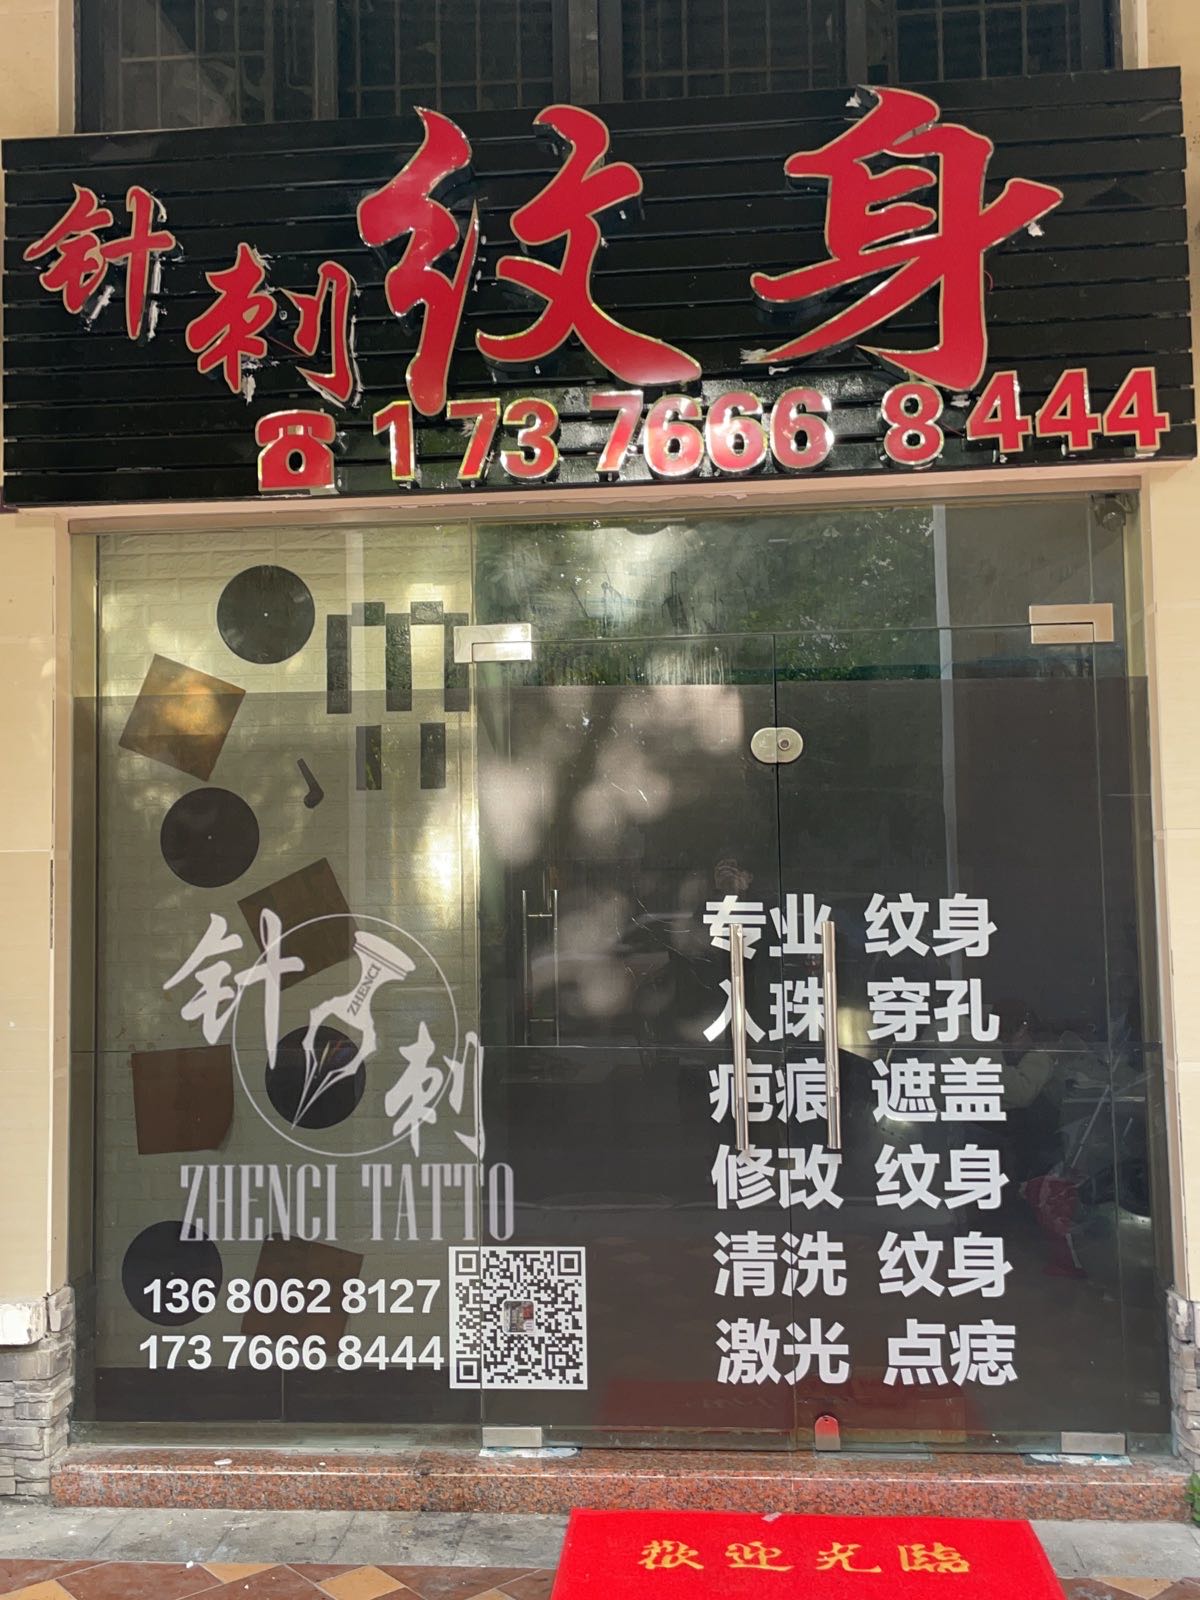 针刺纹身
☎173 7666 8444
专业 纹身
入珠 穿孔
疤痕 遮盖
修改 纹身
清洗 纹身
激光 点痣
针刺
ZHENCI
ZHENCI TATTO
136 8062 8127
173 7666 8444
歡迎光臨